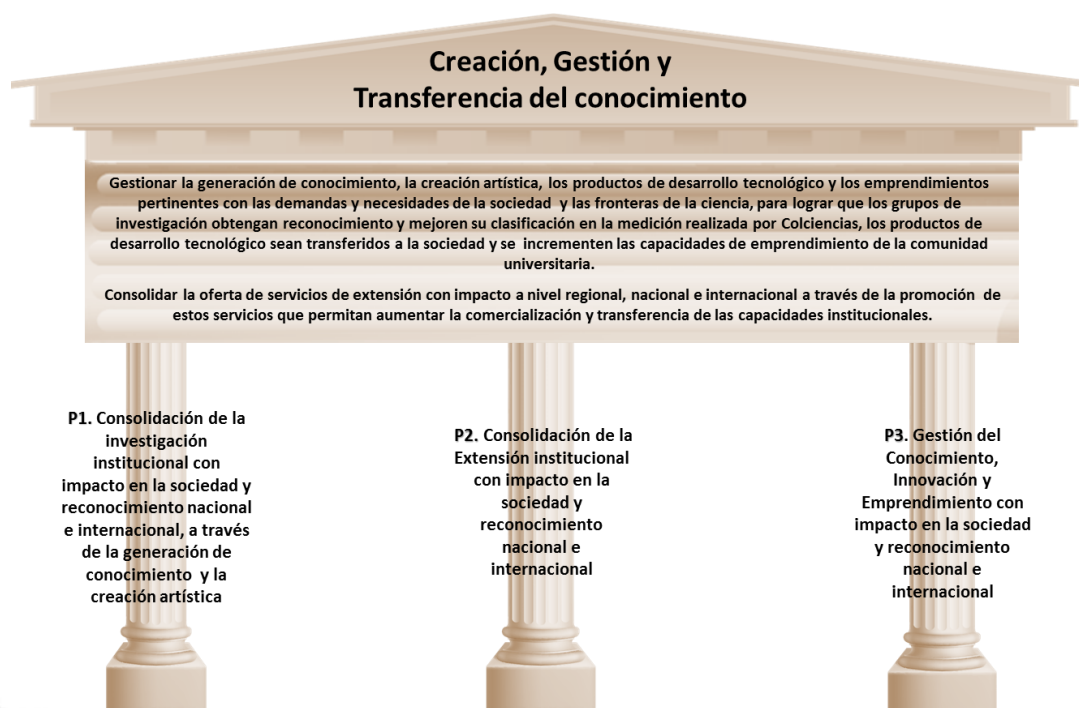 Creación, Gestión y
Transferencia del conocimiento
Gestionar la generación de conocimiento, la creación artística, los productos de desarrollo tecnológico y los emprendimientos
pertinentes con las demandas y necesidades de la sociedad y las fronteras de la ciencia, para lograr que los grupos de
investigación obtengan reconocimiento y mejoren su clasificación en la medición realizada por Colciencias, los productos de
desarrollo tecnológico sean transferidos a la sociedad y se incrementen las capacidades de emprendimiento de la comunidad
universitaria.
Consolidar la oferta de servicios de extensión con impacto a nivel regional, nacional e internacional a través de la promoción de
estos servicios que permitan aumentar la comercialización y transferencia de las capacidades institucionales.
P1. Consolidación de la
investigación
institucional con
impacto en la sociedad y
reconocimiento nacional
e internacional, a través
de la generación de
conocimiento y la
creación artística
P2. Consolidación de la
Extensión institucional
con impacto en la
sociedad y
reconocimiento
nacional e
internacional
P3. Gestión del
Conocimiento,
Innovación y
Emprendimiento con
impacto en la sociedad
y reconocimiento
nacional e
internacional